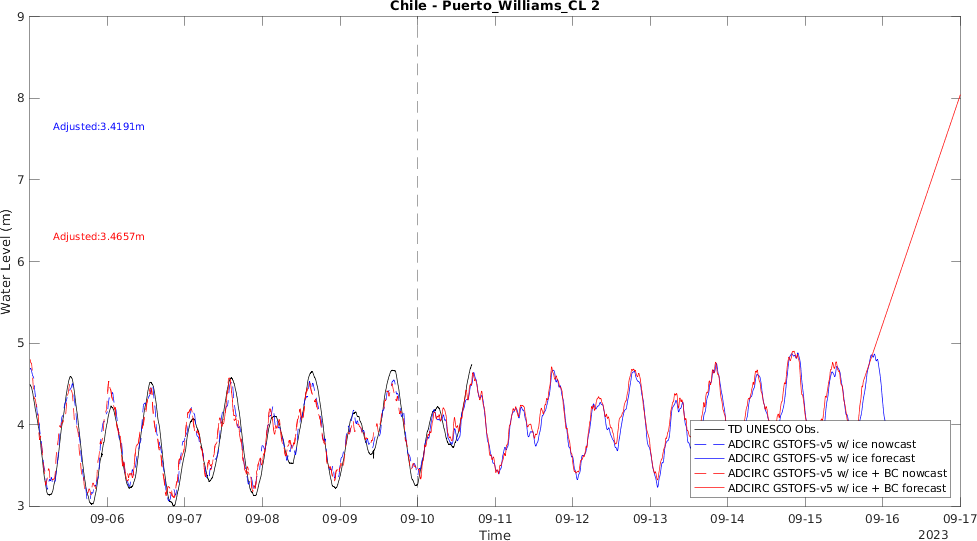 Chile - Puerto_Williams_CL 2
9
8
7
6
5
4
3
Water Level (m)
Adjusted:3.4191m
Adjusted:3.4657m
TD UNESCO Obs.
ADCIRC GSTOFS-v5 w/ ice nowcast
ADCIRC GSTOFS-v5 w/ ice forecast
ADCIRC GSTOFS-v5 w/ ice + BC nowcast
ADCIRC GSTOFS-v5 w/ ice + BC forecast
09-06 09-07 09-08 09-09 09-10 09-11 09-12 09-13 09-14 09-15 09-16 09-17
Time
2023